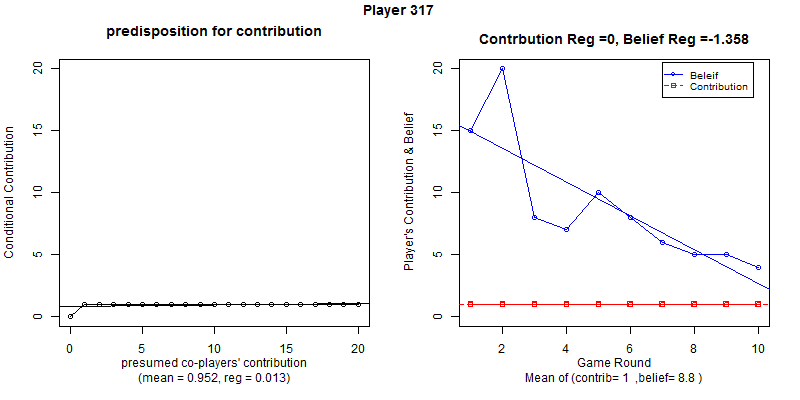 Player 317
predisposition for contribution
Conditional Contribution
20
15
10
5
0
0 5 10 15 20
presumed co-players' contribution
(mean = 0.952, reg = 0.013)
Contrbution Reg =0, Belief Reg =-1.358
Player's Contribution & Belief
20
15
10
5
0
Beleif
Contribution
2 4 6 8 10
Game Round
Mean of (contrib= 1 ,belief= 8.8 )